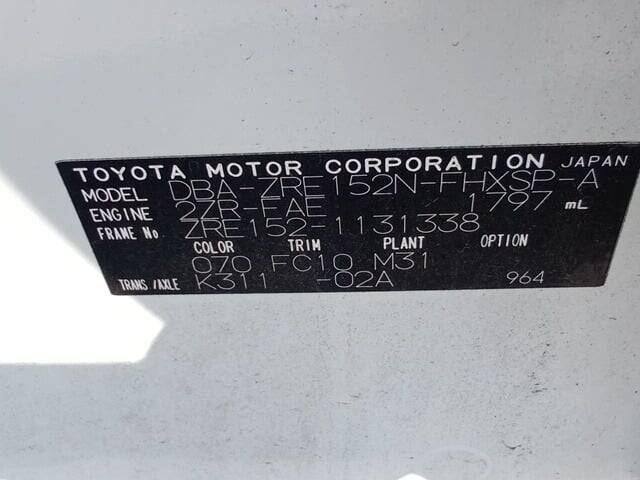 TOYOTA MOTOR CORPORATION JAPAN
MODEL DBA-ZRE152N-FHXSP-A
ENGINE 2ZR-FAE 1797 mL
FRAME No ZRE152-1131338
COLOR TRIM PLANT OPTION
070 FC10 M31
TRANS/AXLE K311 -02A 964